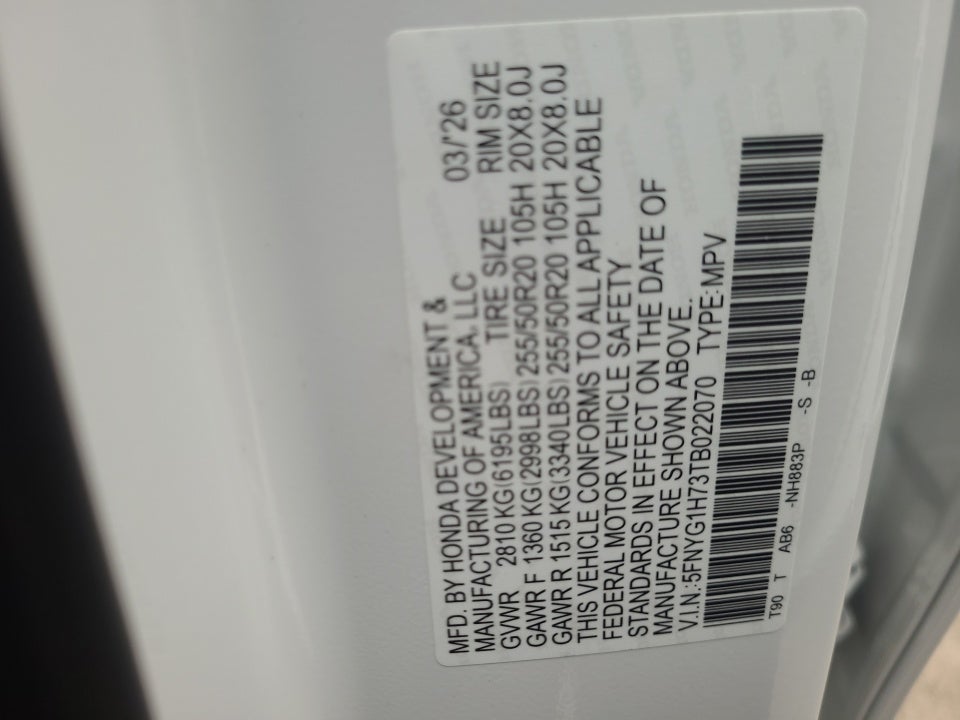 MFD. BY HONDA DEVELOPMENT &
MANUFACTURING OF AMERICA, LLC 03/'26
GVWR 2810 KG(6195LBS) TIRE SIZE RIM SIZE
GAWR F 1360 KG(2998LBS) 255/50R20 105H 20X8.0J
GAWR R 1515 KG(3340LBS) 255/50R20 105H 20X8.0J
THIS VEHICLE CONFORMS TO ALL APPLICABLE
FEDERAL MOTOR VEHICLE SAFETY
STANDARDS IN EFFECT ON THE DATE OF
MANUFACTURE SHOWN ABOVE.
V.I.N.:5FNYG1H73TB022070 TYPE:MPV
T90 T AB6 -NH883P -S -B